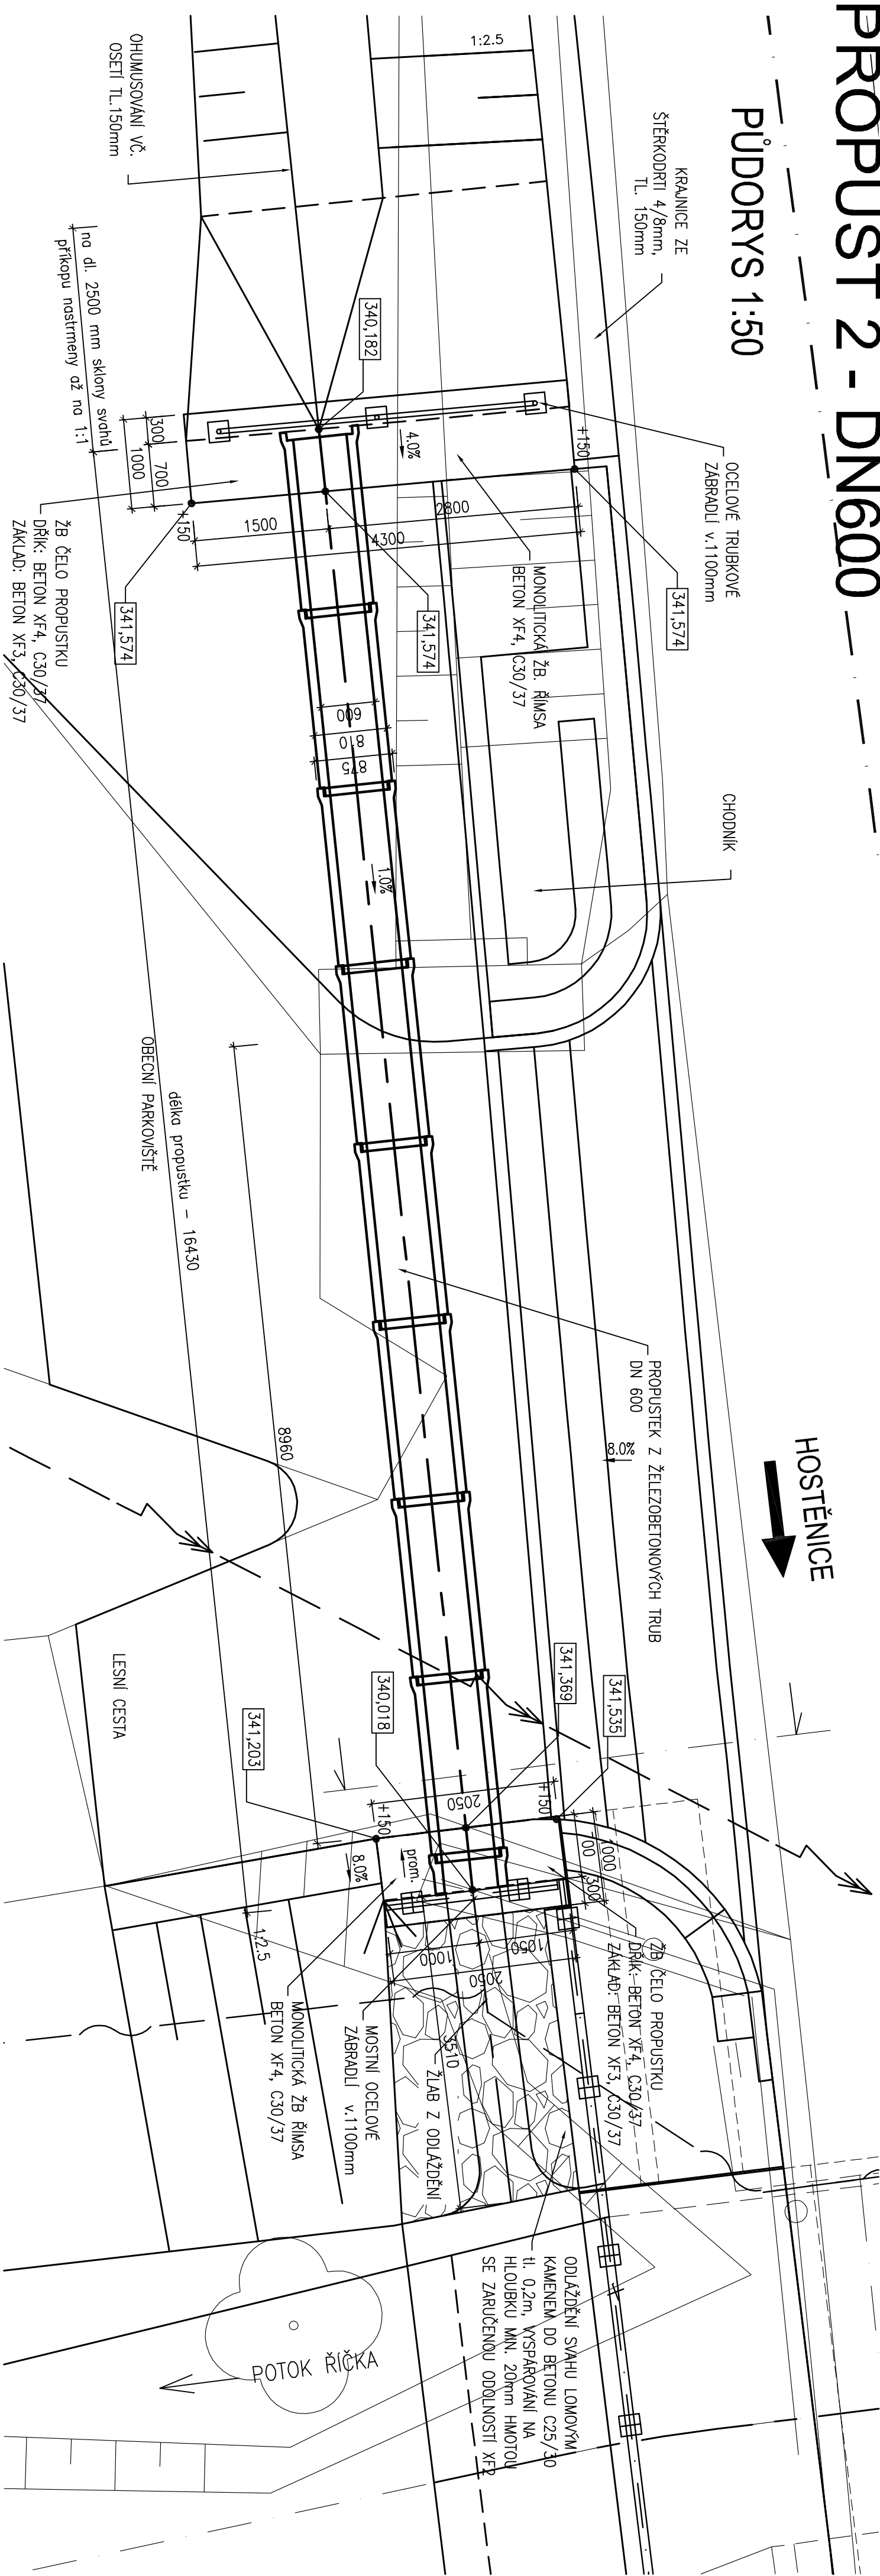 PROPUST 2 - DN600
PŮDORYS 1:50
1:2.5
OHUMUSOVÁNÍ VČ.
OSETÍ TL.150mm
KRAJNICE ZE
ŠTĚRKODRTI 4/8mm,
TL. 150mm
na dl. 2500 mm sklony svahů
příkopu nastrmeny až na 1:1
340,182
OCELOVÉ TRUBKOVÉ
ZÁBRADLÍ v.1100mm
4.0%
+150
300
700
1000
2800
1500
4300
+150
341,574
341,574
341,574
ŽB ČELO PROPUSTKU
DŘÍK: BETON XF4, C30/37
ZÁKLAD: BETON XF3, C30/37
MONOLITICKÁ ŽB. ŘÍMSA
BETON XF4, C30/37
600
810
875
CHODNÍK
1.0%
OBECNÍ PARKOVIŠTĚ
délka propustku - 16430
8960
PROPUSTEK Z ŽELEZOBETONOVÝCH TRUB
DN 600
8.0%
HOSTĚNICE
LESNÍ CESTA
341,203
340,018
341,369
341,535
2050
+150
+150
1000
700
300
8.0%
prom.
1:2.5
1000
1050
2050
3510
ŽB ČELO PROPUSTKU
DŘÍK: BETON XF4, C30/37
ZÁKLAD: BETON XF3, C30/37
MONOLITICKÁ ŽB ŘÍMSA
BETON XF4, C30/37
MOSTNÍ OCELOVÉ
ZÁBRADLÍ v.1100mm
ŽLAB Z ODLÁŽDĚNÍ
ODLÁŽDĚNÍ SVAHU LOMOVÝM
KAMENEM DO BETONU C25/30
tl. 0,2m, VYSPÁROVÁNÍ NA
HLOUBKU MIN. 20mm HMOTOU
SE ZARUČENOU ODOLNOSTÍ XF2
POTOK ŘÍČKA